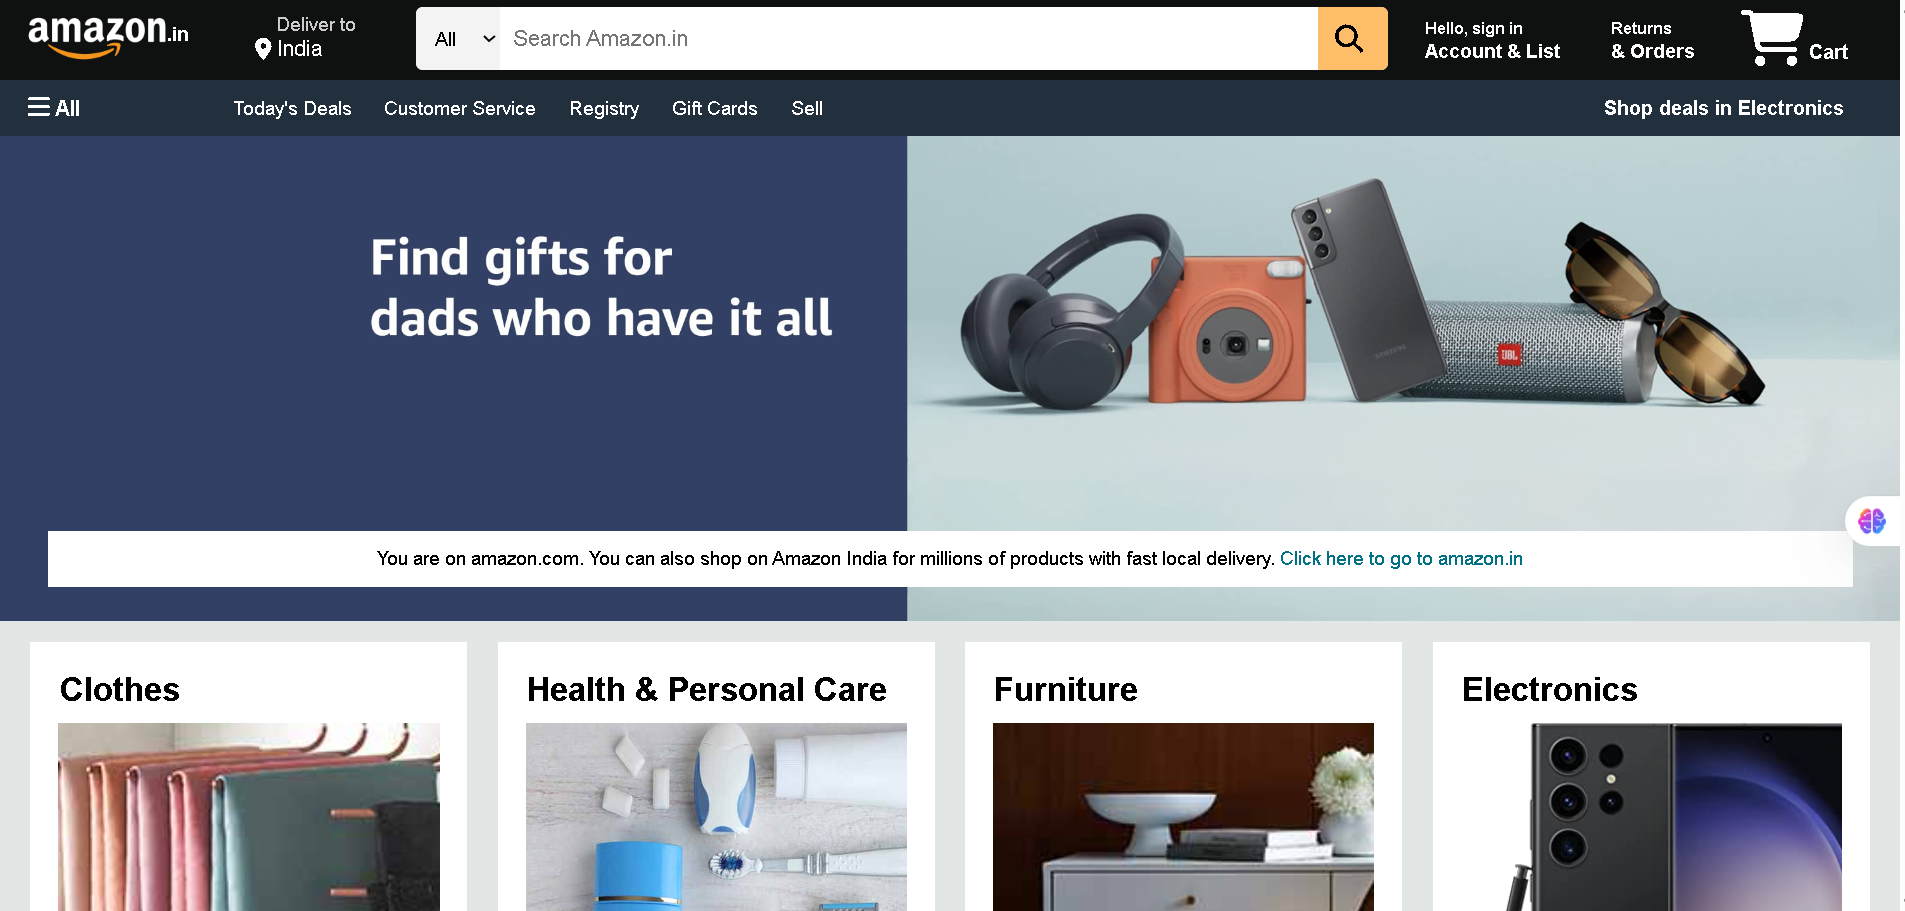 amazon.in
Deliver to
India
All
Search Amazon.in
Hello, sign in
Account & List
Returns
& Orders
Cart
All
Today's Deals
Customer Service
Registry
Gift Cards
Sell
Shop deals in Electronics
Find gifts for
dads who have it all
SAMSUNG
JBL
You are on amazon.com. You can also shop on Amazon India for millions of products with fast local delivery. Click here to go to amazon.in
Clothes
Health & Personal Care
Furniture
Electronics